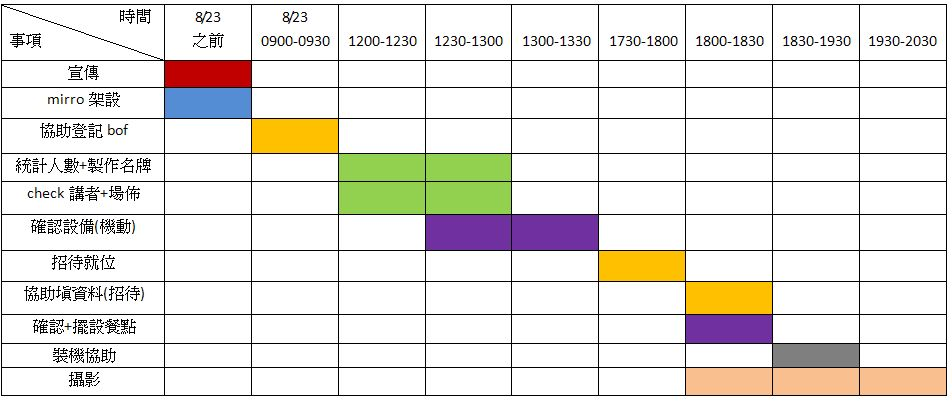 時間
事項
8/23
之前
8/23
0900-0930
1200-1230
1230-1300
1300-1330
1730-1800
1800-1830
1830-1930
1930-2030
宣傳
mirro 架設
協助登記 bof
統計人數+製作名牌
check 講者+場佈
確認設備(機動)
招待就位
協助填資料(招待)
確認+擺設餐點
裝機協助
攝影